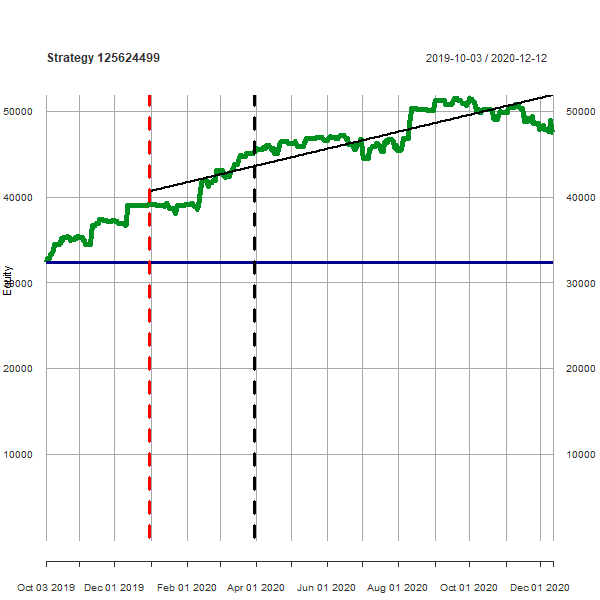 Strategy 125624499
2019-10-03 / 2020-12-12
50000 50000
40000 40000
Equity
30000 30000
20000 20000
10000 10000
Oct 03 2019 Dec 01 2019 Feb 01 2020 Apr 01 2020 Jun 01 2020 Aug 01 2020 Oct 01 2020 Dec 01 2020